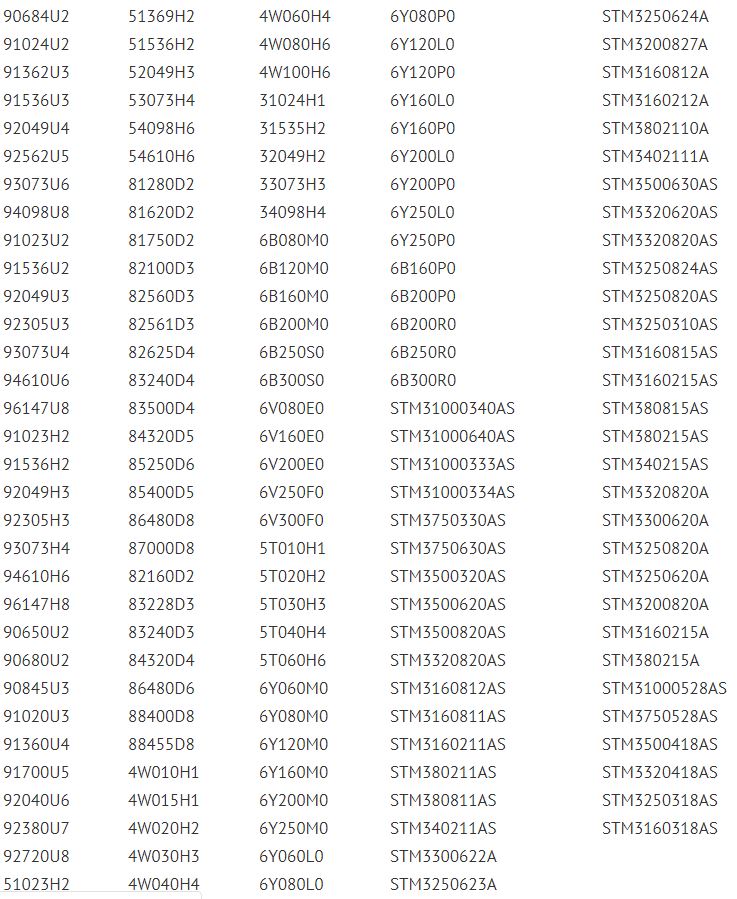 90684U2 51369H2 4W060H4 6Y080P0 STM3250624A
91024U2 51536H2 4W080H6 6Y120L0 STM3200827A
91362U3 52049H3 4W100H6 6Y120P0 STM3160812A
91536U3 53073H4 31024H1 6Y160L0 STM3160212A
92049U4 54098H6 31535H2 6Y160P0 STM3802110A
92562U5 54610H6 32049H2 6Y200L0 STM3402111A
93073U6 81280D2 33073H3 6Y200P0 STM3500630AS
94098U8 81620D2 34098H4 6Y250L0 STM3320620AS
91023U2 81750D2 6B080M0 6Y250P0 STM3320820AS
91536U2 82100D3 6B120M0 6B160P0 STM3250824AS
92049U3 82560D3 6B160M0 6B200P0 STM3250820AS
92305U3 82561D3 6B200M0 6B200R0 STM3250310AS
93073U4 82625D4 6B250S0 6B250R0 STM3160815AS
94610U6 83240D4 6B300S0 6B300R0 STM3160215AS
96147U8 83500D4 6V080E0 STM31000340AS STM380815AS
91023H2 84320D5 6V160E0 STM31000640AS STM380215AS
91536H2 85250D6 6V200E0 STM31000333AS STM340215AS
92049H3 85400D5 6V250F0 STM31000334AS STM3320820A
92305H3 86480D8 6V300F0 STM3750330AS STM3300620A
93073H4 87000D8 5T010H1 STM3750630AS STM3250820A
94610H6 82160D2 5T020H2 STM3500320AS STM3250620A
96147H8 83228D3 5T030H3 STM3500620AS STM3200820A
90650U2 83240D3 5T040H4 STM3500820AS STM3160215A
90680U2 84320D4 5T060H6 STM3320820AS STM380215A
90845U3 86480D6 6Y060M0 STM3160812AS STM31000528AS
91020U3 88400D8 6Y080M0 STM3160811AS STM3750528AS
91360U4 88455D8 6Y120M0 STM3160211AS STM3500418AS
91700U5 4W010H1 6Y160M0 STM380211AS STM3320418AS
92040U6 4W015H1 6Y200M0 STM380811AS STM3250318AS
92380U7 4W020H2 6Y250M0 STM340211AS STM3160318AS
92720U8 4W030H3 6Y060L0 STM3300622A
51023H2 4W040H4 6Y080L0 STM3250623A